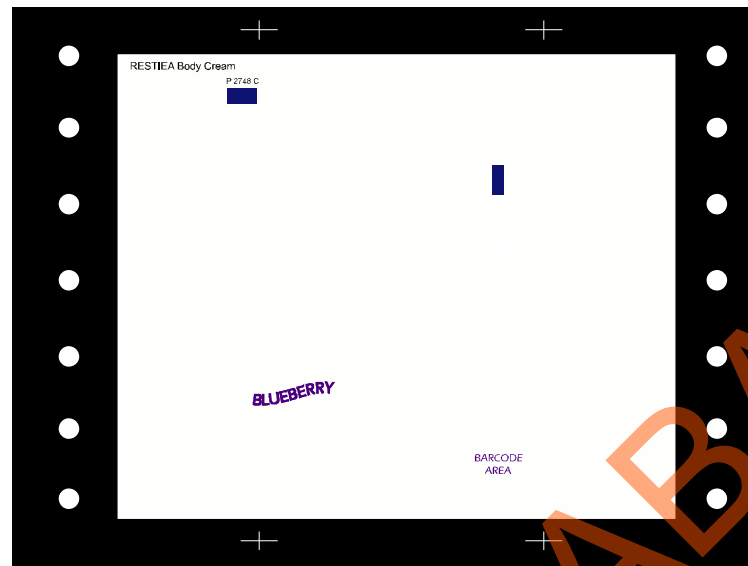 RESTIEA Body Cream
P 2748 C
BLUEBERRY
BARCODE
AREA